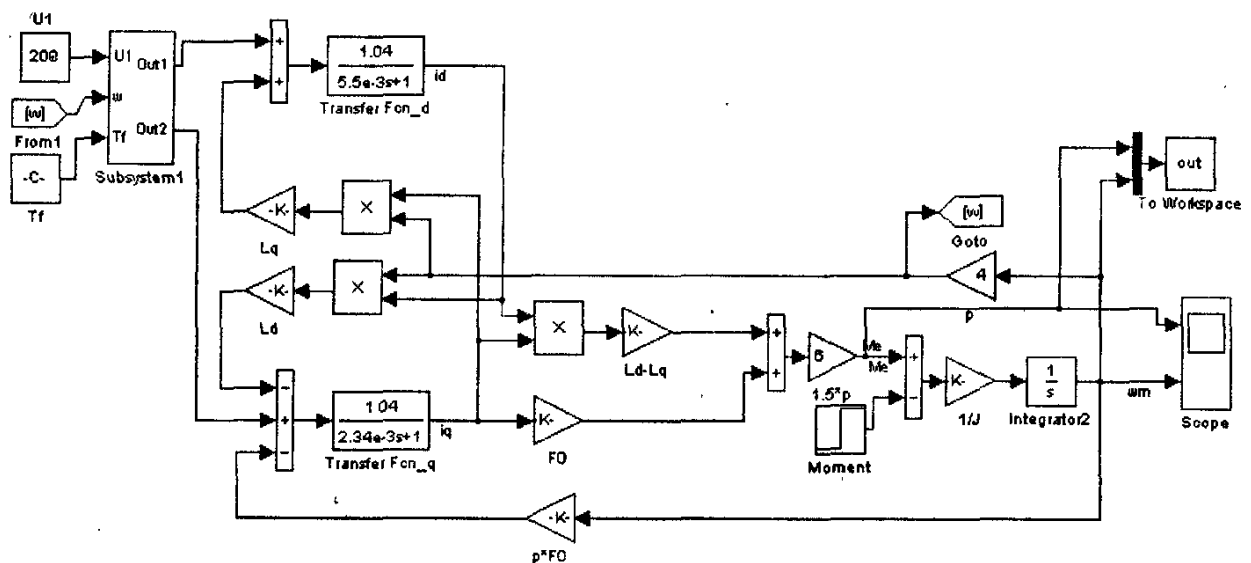 U1
200
U1
Out1
w
Out2
Tf
Subsystem1
[w]
From1
-C-
Tf
+
+
1.04
5.5e-3s+1
Transfer Fcn_d
id
-K-
Lq
×
-K-
Ld
×
×
K-
Ld-Lq
−
+
−
1.04
2.34e-3s+1
Transfer Fcn_q
iq
K-
F0
-K-
p*F0
+
+
6
1.5*p
Me
Me
Moment
+
−
K-
1/J
1
s
Integrator2
wm
4
p
[w]
Goto
out
To Workspace
Scope